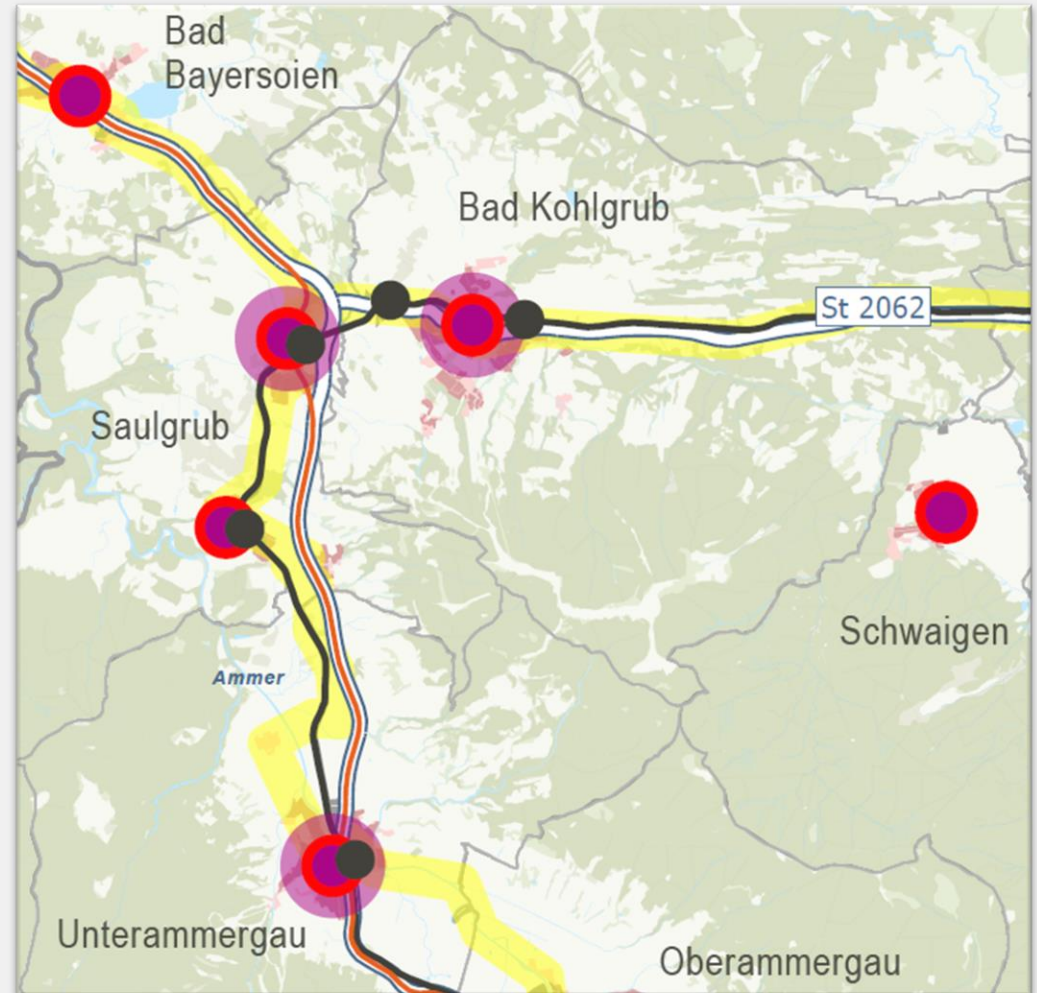 Bad
Bayersoien
Bad Kohlgrub
St 2062
Saulgrub
Schwaigen
Ammer
Unterammergau
Oberammergau